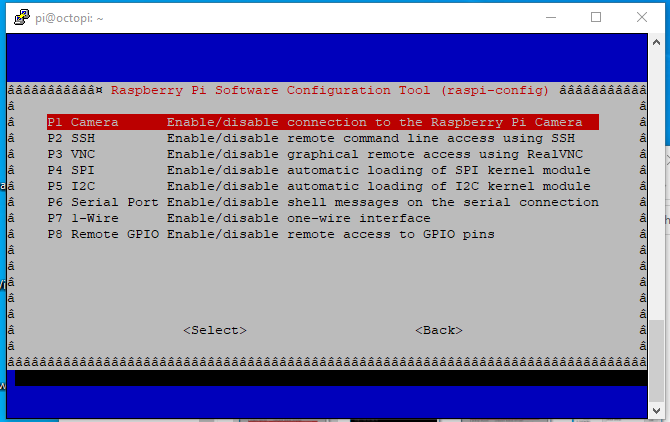 pi@octopi: ~
âââââââââââ¤ Raspberry Pi Software Configuration Tool (raspi-config) âââââââââââ
P1 Camera Enable/disable connection to the Raspberry Pi Camera
P2 SSH Enable/disable remote command line access using SSH
P3 VNC Enable/disable graphical remote access using RealVNC
P4 SPI Enable/disable automatic loading of SPI kernel module
P5 I2C Enable/disable automatic loading of I2C kernel module
P6 Serial Port Enable/disable shell messages on the serial connection
P7 1-Wire Enable/disable one-wire interface
P8 Remote GPIO Enable/disable remote access to GPIO pins
<Select> <Back>